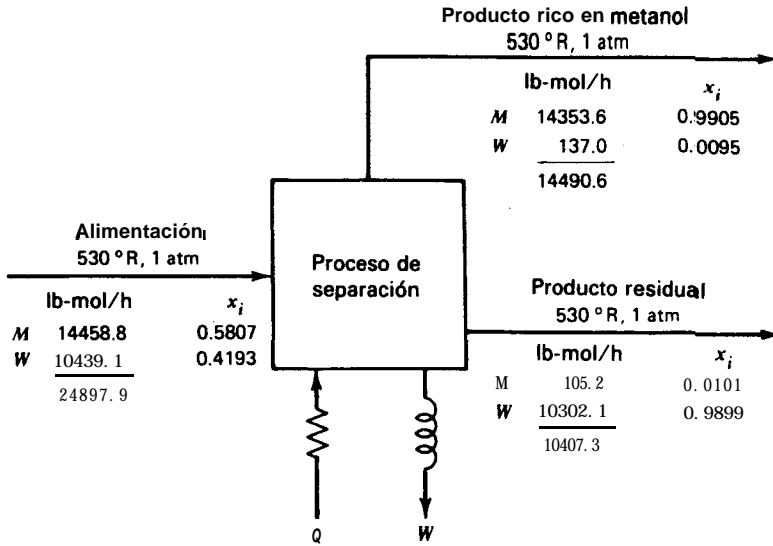 Producto rico en metanol
530 °R, 1 atm
lb-mol/h x_i
M 14353.6 0.9905
W 137.0 0.0095
14490.6
Alimentación
530 °R, 1 atm
lb-mol/h x_i
M 14458.8 0.5807
W 10439.1 0.4193
24897.9
Proceso de
separación
Producto residual
530 °R, 1 atm
lb-mol/h x_i
M 105.2 0.0101
W 10302.1 0.9899
10407.3
Q W